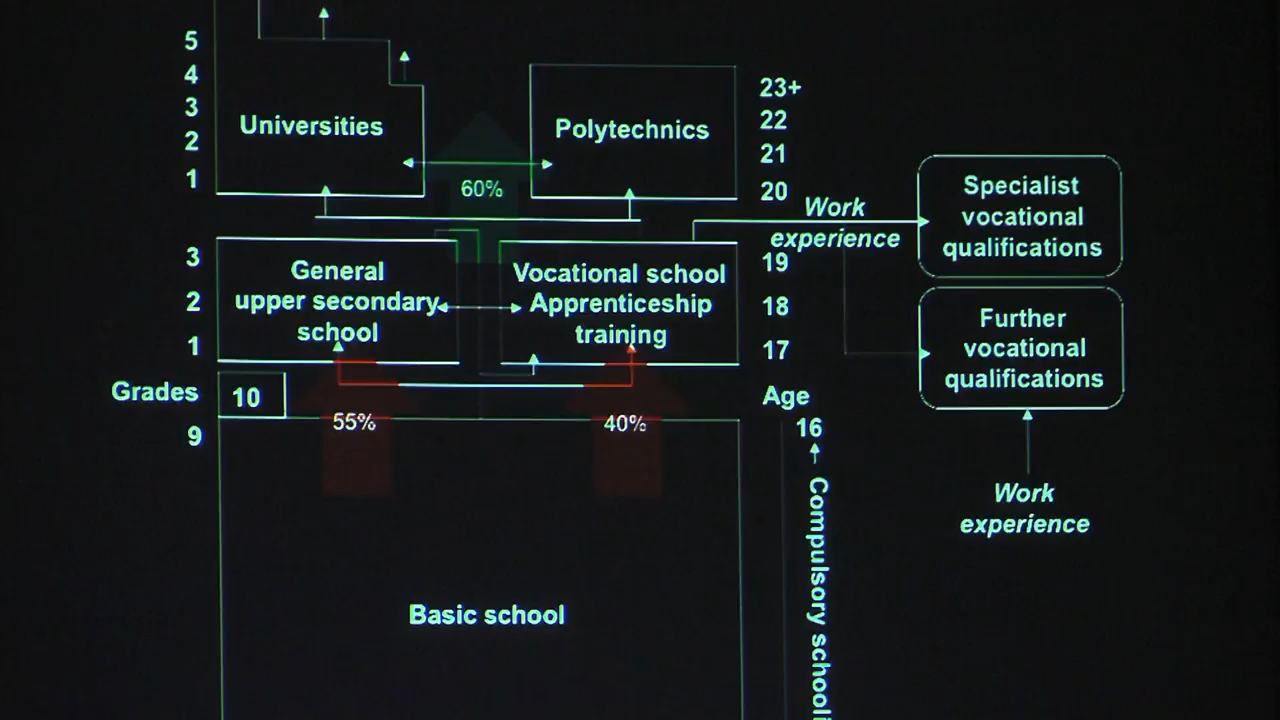 5
4
3
2
1
Universities
60%
Polytechnics
23+
22
21
20
Work
experience
Specialist
vocational
qualifications
3
2
1
General
upper secondary
school
Vocational school
Apprenticeship
training
19
18
17
Further
vocational
qualifications
Grades
10
Age
9
55%
40%
16
Work
experience
Compulsory
Basic school